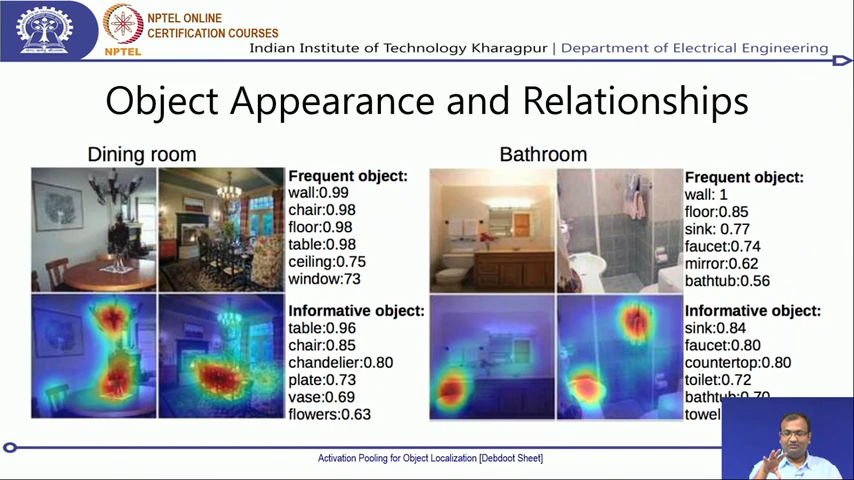 NPTEL ONLINE
CERTIFICATION COURSES
NPTEL
Indian Institute of Technology Kharagpur | Department of Electrical Engineering
Object Appearance and Relationships
Dining room
Frequent object:
wall:0.99
chair:0.98
floor:0.98
table:0.98
ceiling:0.75
window:73
Informative object:
table:0.96
chair:0.85
chandelier:0.80
plate:0.73
vase:0.69
flowers:0.63
Bathroom
Frequent object:
wall: 1
floor:0.85
sink: 0.77
faucet:0.74
mirror:0.62
bathtub:0.56
Informative object:
sink:0.84
faucet:0.80
countertop:0.80
toilet:0.72
bathtub:0.70
towel
Activation Pooling for Object Localization [Debdoot Sheet]